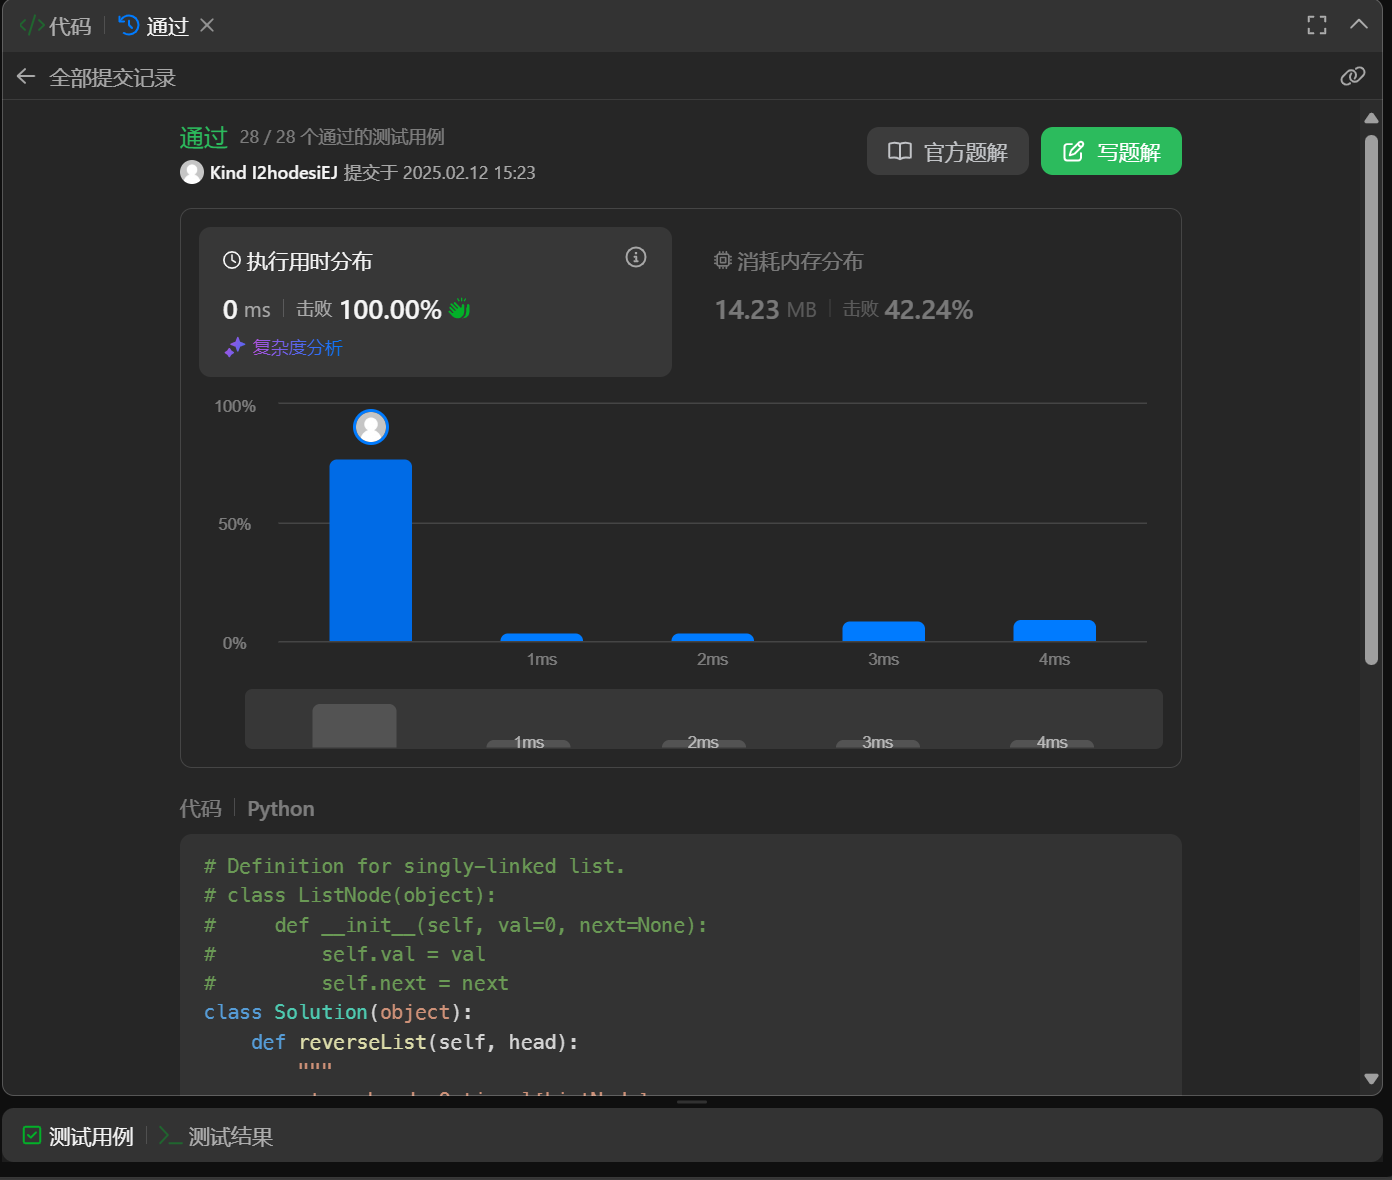 代码 通过
全部提交记录
通过 28 / 28 个通过的测试用例
Kind I2hodesiEJ 提交于 2025.02.12 15:23
官方题解 写题解
执行用时分布
0 ms 击败 100.00%
复杂度分析
消耗内存分布
14.23 MB 击败 42.24%
100%
50%
0%
1ms 2ms 3ms 4ms
1ms 2ms 3ms 4ms
代码 Python
# Definition for singly-linked list.
# class ListNode(object):
#     def __init__(self, val=0, next=None):
#         self.val = val
#         self.next = next
class Solution(object):
    def reverseList(self, head):
        """
测试用例 测试结果